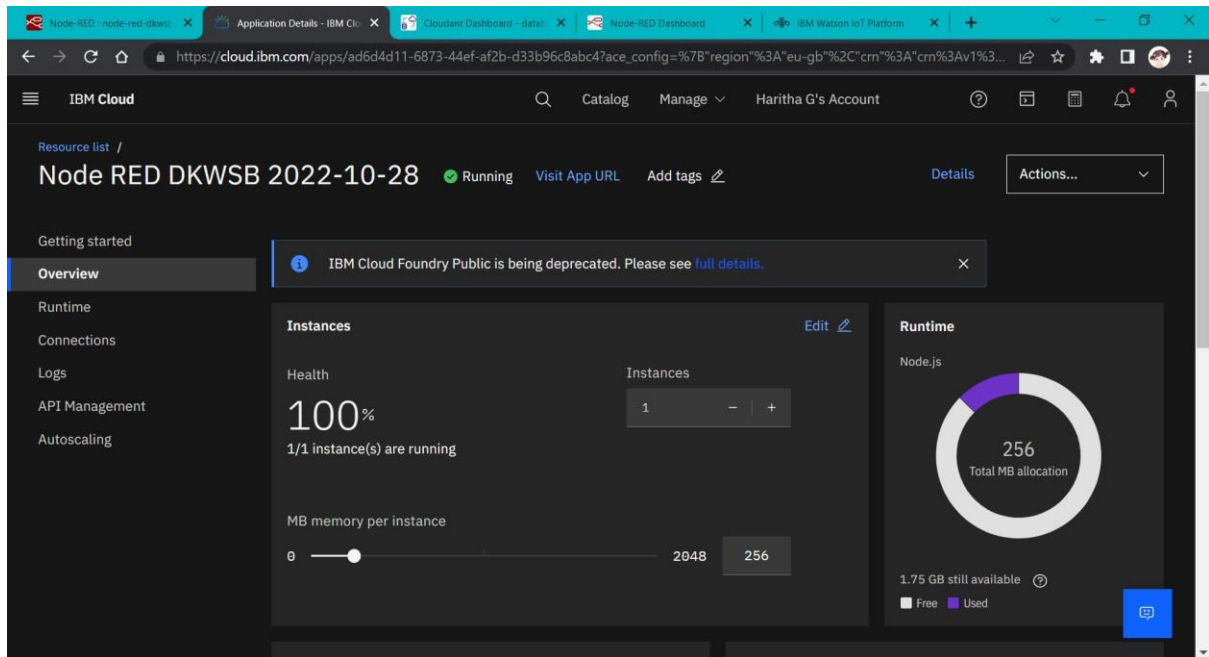 Node-RED : node-red-dkwsb
Application Details - IBM Clo
Cloudant Dashboard - datab
Node-RED Dashboard
IBM Watson IoT Platform
https://cloud.ibm.com/apps/ad6d4d11-6873-44ef-af2b-d33b96c8abc4?ace_config=%7B"region"%3A"eu-gb"%2C"crn"%3A"crn%3Av1%3...
IBM Cloud
Catalog
Manage
Haritha G's Account
Resource list /
Node RED DKWSB 2022-10-28
Running
Visit App URL
Add tags
Details
Actions...
Getting started
Overview
Runtime
Connections
Logs
API Management
Autoscaling
IBM Cloud Foundry Public is being deprecated. Please see full details.
Instances
Edit
Health
100%
1/1 instance(s) are running
Instances
1 - | +
MB memory per instance
0
2048
256
Runtime
Node.js
256
Total MB allocation
1.75 GB still available
Free
Used